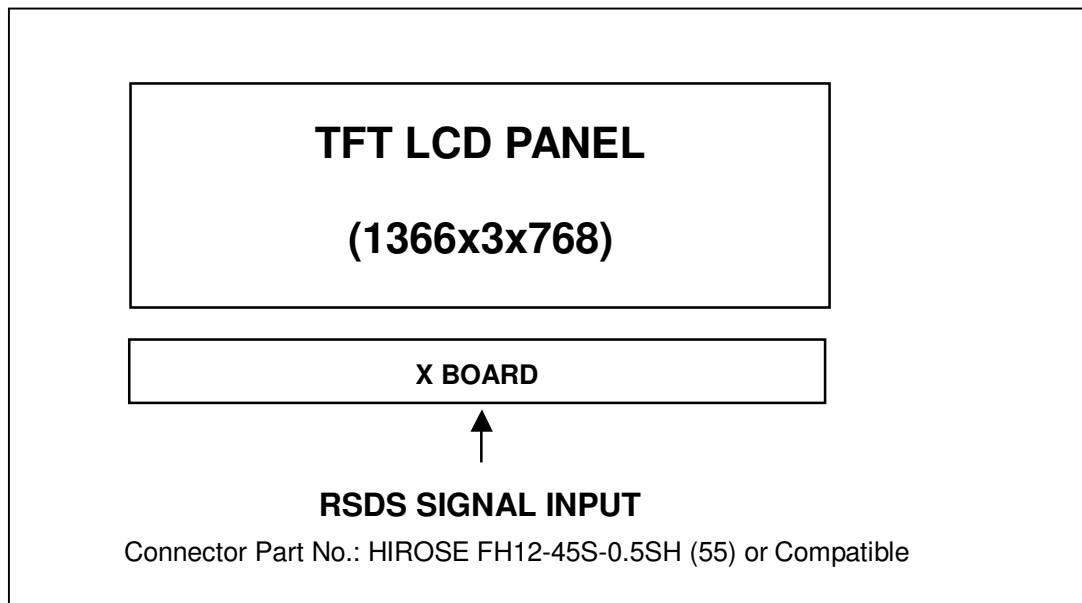 TFT LCD PANEL
(1366x3x768)
X BOARD
RSDS SIGNAL INPUT
Connector Part No.: HIROSE FH12-45S-0.5SH (55) or Compatible